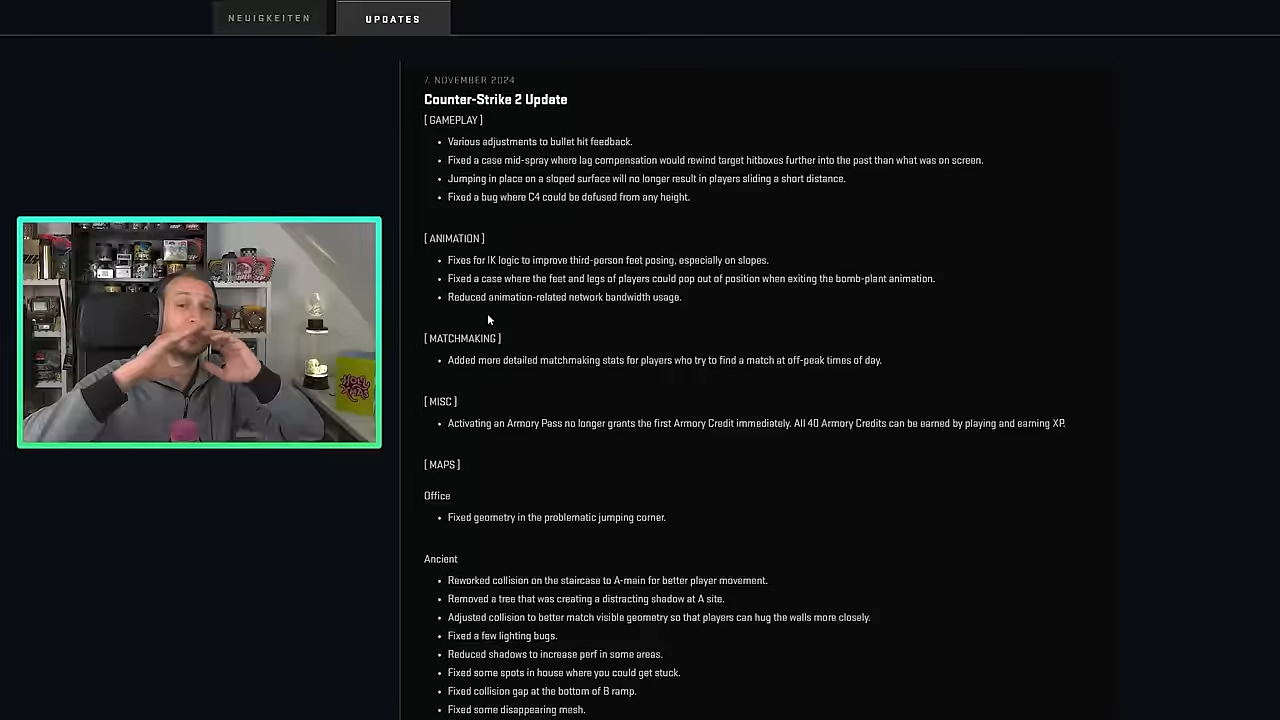 NEUIGKEITEN
UPDATES
7. NOVEMBER 2024
Counter-Strike 2 Update
[ GAMEPLAY ]
• Various adjustments to bullet hit feedback.
• Fixed a case mid-spray where lag compensation would rewind target hitboxes further into the past than what was on screen.
• Jumping in place on a sloped surface will no longer result in players sliding a short distance.
• Fixed a bug where C4 could be defused from any height.
[ ANIMATION ]
• Fixes for IK logic to improve third-person feet posing, especially on slopes.
• Fixed a case where the feet and legs of players could pop out of position when exiting the bomb-plant animation.
• Reduced animation-related network bandwidth usage.
[ MATCHMAKING ]
• Added more detailed matchmaking stats for players who try to find a match at off-peak times of day.
[ MISC ]
• Activating an Armory Pass no longer grants the first Armory Credit immediately. All 40 Armory Credits can be earned by playing and earning XP.
[ MAPS ]
Office
• Fixed geometry in the problematic jumping corner.
Ancient
• Reworked collision on the staircase to A-main for better player movement.
• Removed a tree that was creating a distracting shadow at A site.
• Adjusted collision to better match visible geometry so that players can hug the walls more closely.
• Fixed a few lighting bugs.
• Reduced shadows to increase perf in some areas.
• Fixed some spots in house where you could get stuck.
• Fixed collision gap at the bottom of B ramp.
• Fixed some disappearing mesh.